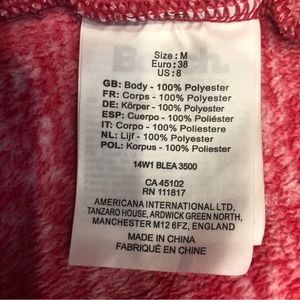 Size : M
Euro : 38
US : 8
GB: Body - 100% Polyester
FR: Corps - 100% Polyester
DE: Körper - 100% Polyester
ESP: Cuerpo - 100% Poliéster
IT: Corpo - 100% Poliestere
NL: Lijf - 100% Polyester
POL: Korpus - 100% Poliester
14W1 BLEA 3500
CA 45102
RN 111817
AMERICANA INTERNATIONAL LTD,
TANZARO HOUSE, ARDWICK GREEN NORTH,
MANCHESTER M12 6FZ, ENGLAND
MADE IN CHINA
FABRIQUÉ EN CHINE